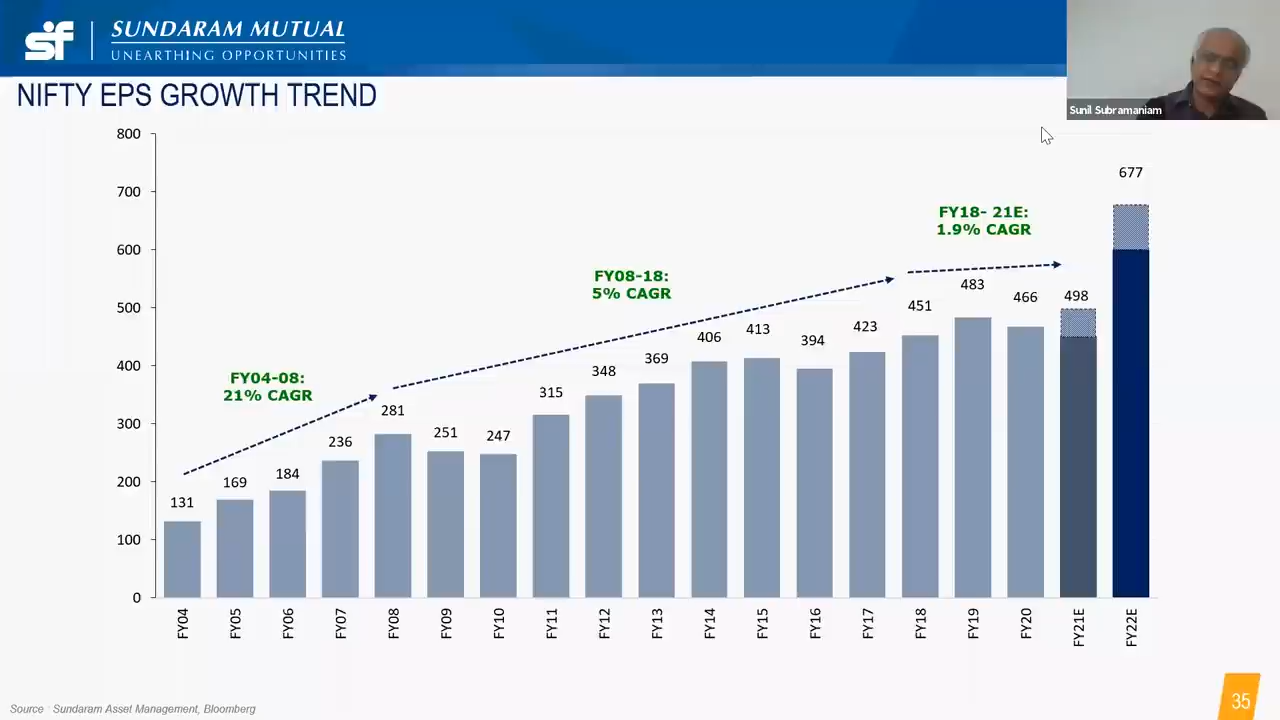 sf
SUNDARAM MUTUAL
UNEARTHING OPPORTUNITIES
Sunil Subramaniam
NIFTY EPS GROWTH TREND
800
700
600
500
400
300
200
100
0
FY04-08:
21% CAGR
FY08-18:
5% CAGR
FY18- 21E:
1.9% CAGR
131
169
184
236
281
251
247
315
348
369
406
413
394
423
451
483
466
498
677
FY04
FY05
FY06
FY07
FY08
FY09
FY10
FY11
FY12
FY13
FY14
FY15
FY16
FY17
FY18
FY19
FY20
FY21E
FY22E
Source : Sundaram Asset Management, Bloomberg
35